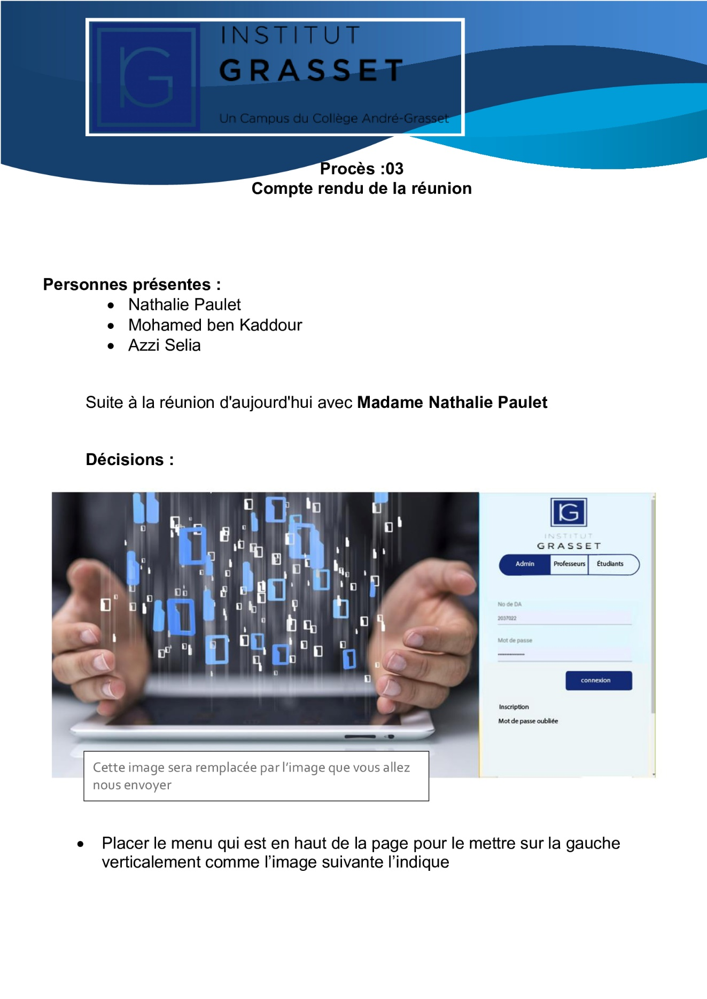 INSTITUT
GRASSET
Un Campus du Collège André-Grasset
Procès :03
Compte rendu de la réunion
Personnes présentes :
• Nathalie Paulet
• Mohamed ben Kaddour
• Azzi Selia
Suite à la réunion d'aujourd'hui avec Madame Nathalie Paulet
Décisions :
INSTITUT
GRASSET
Admin Professeurs Étudiants
No de DA
2037022
Mot de passe
connexion
Inscription
Mot de passe oubliée
Cette image sera remplacée par l’image que vous allez
nous envoyer
• Placer le menu qui est en haut de la page pour le mettre sur la gauche
verticalement comme l’image suivante l’indique